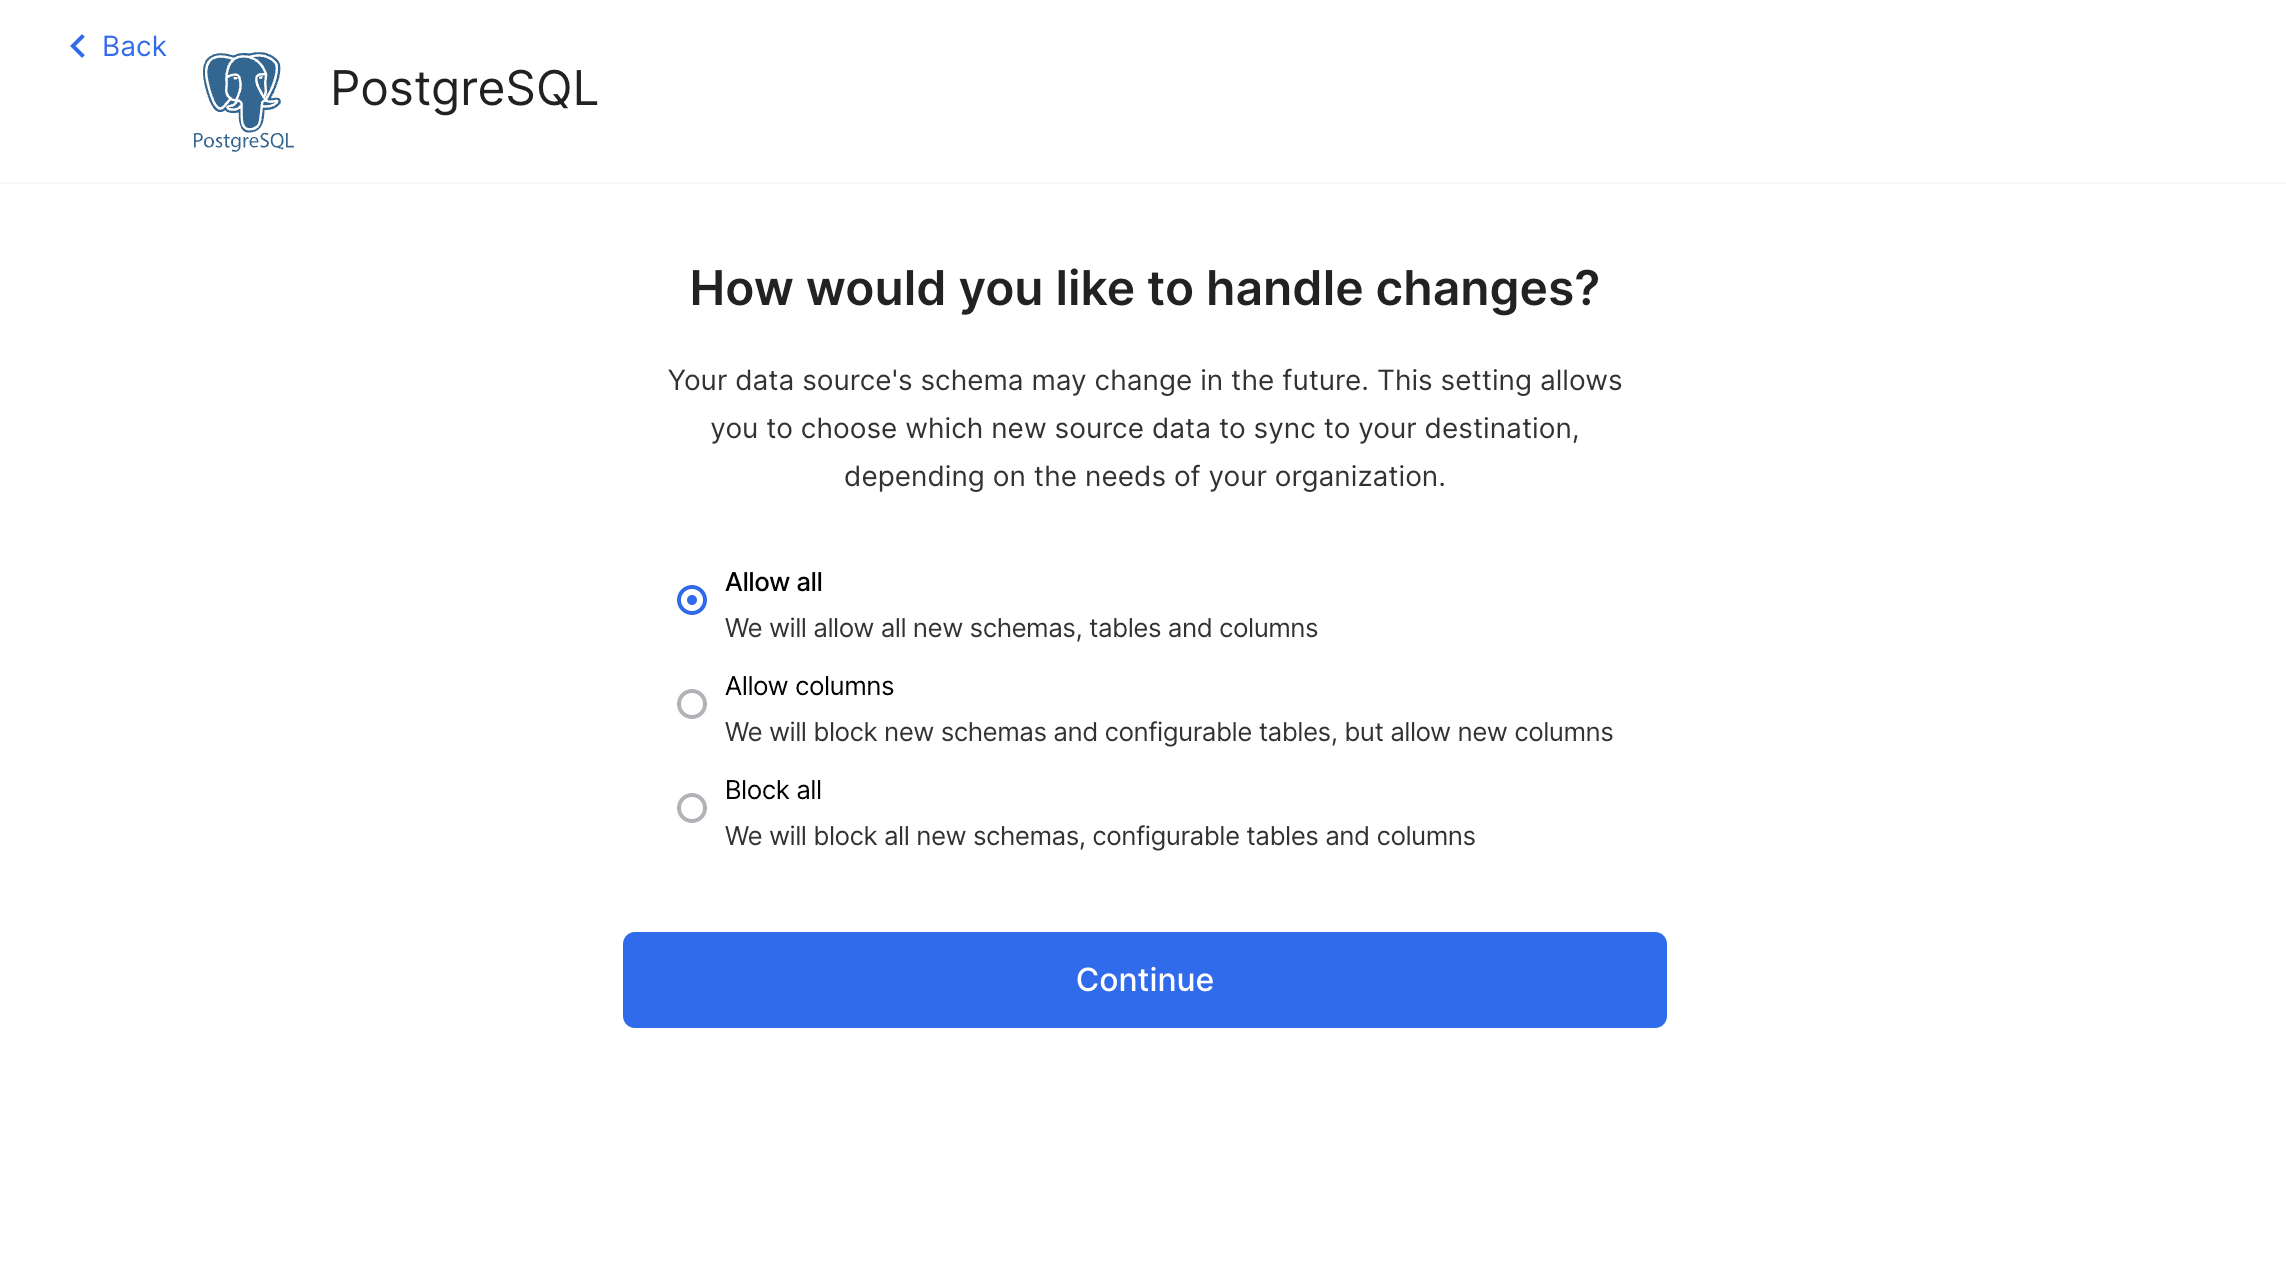 Back
PostgreSQL
PostgreSQL
How would you like to handle changes?
Your data source's schema may change in the future. This setting allows
you to choose which new source data to sync to your destination,
depending on the needs of your organization.
Allow all
We will allow all new schemas, tables and columns
Allow columns
We will block new schemas and configurable tables, but allow new columns
Block all
We will block all new schemas, configurable tables and columns
Continue